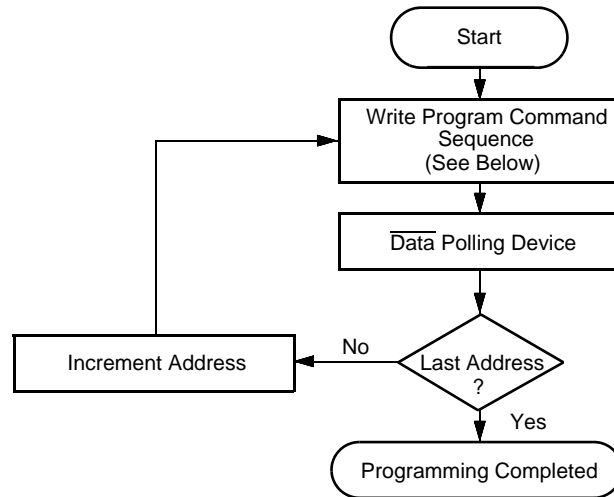 Start
Write Program Command
Sequence
(See Below)
Data Polling Device
No
Increment Address
Last Address
?
Yes
Programming Completed